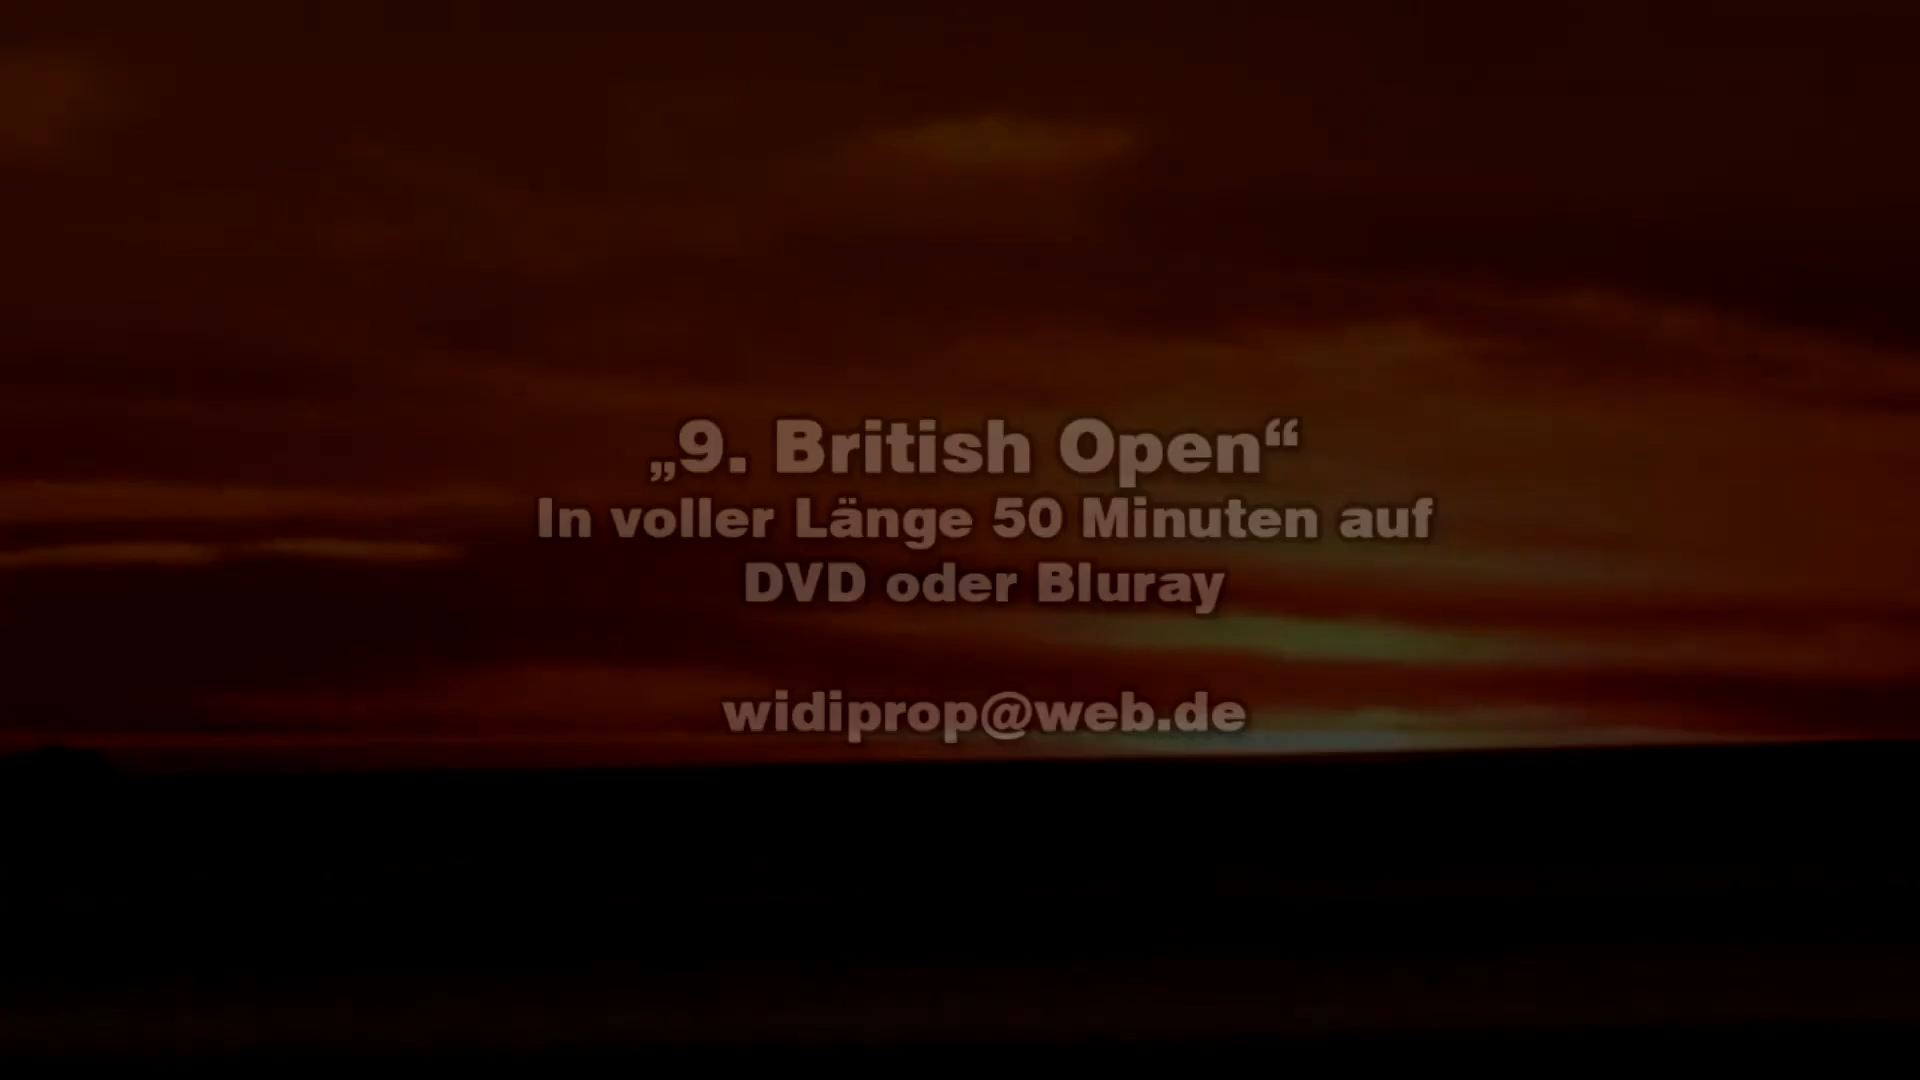 „9. British Open“
In voller Länge 50 Minuten auf
DVD oder Bluray
widiprop@web.de